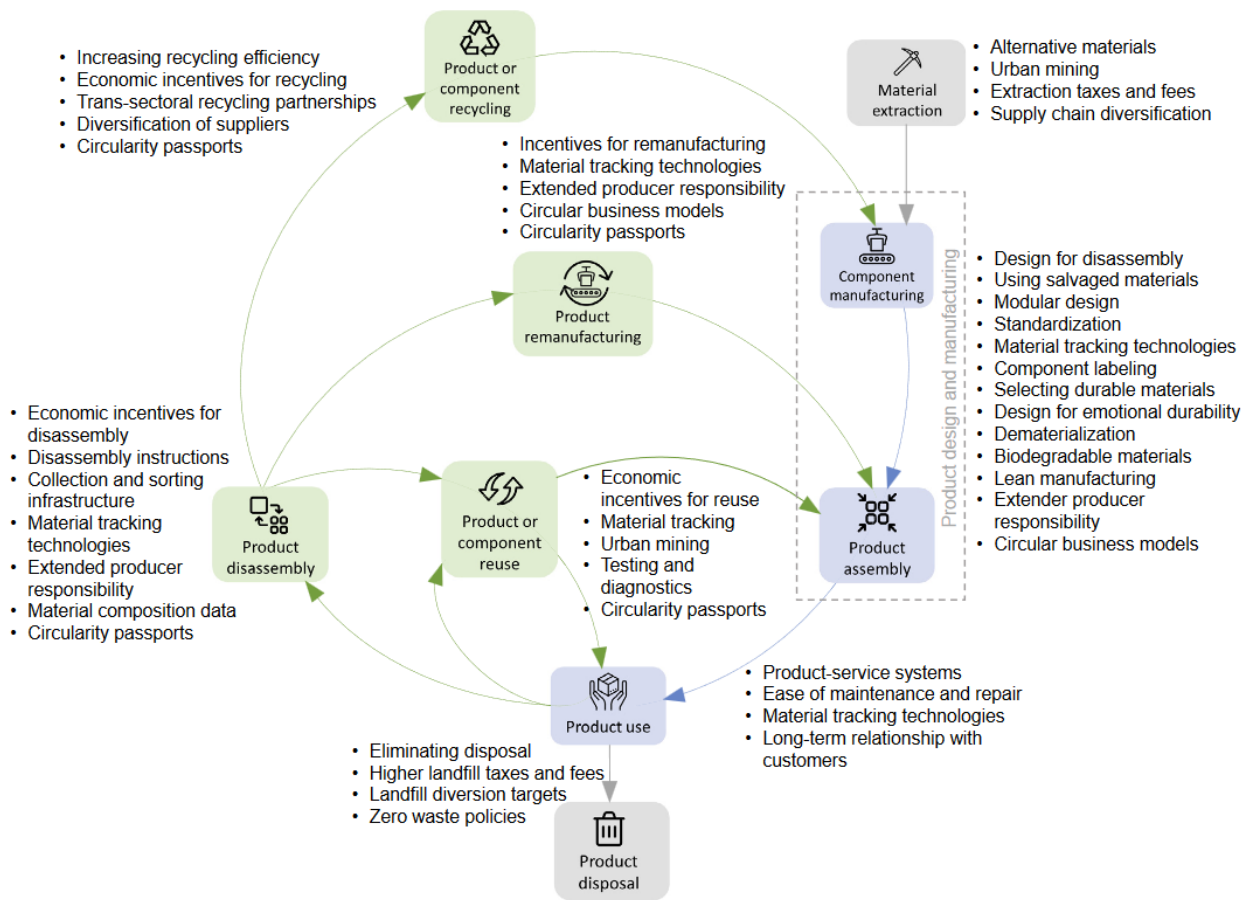 • Increasing recycling efficiency
• Economic incentives for recycling
• Trans-sectoral recycling partnerships
• Diversification of suppliers
• Circularity passports
Product or
component
recycling
Material
extraction
• Alternative materials
• Urban mining
• Extraction taxes and fees
• Supply chain diversification
• Incentives for remanufacturing
• Material tracking technologies
• Extended producer responsibility
• Circular business models
• Circularity passports
Product
remanufacturing
Component
manufacturing
Product design and manufacturing
• Design for disassembly
• Using salvaged materials
• Modular design
• Standardization
• Material tracking technologies
• Component labeling
• Selecting durable materials
• Design for emotional durability
• Dematerialization
• Biodegradable materials
• Lean manufacturing
• Extender producer
responsibility
• Circular business models
• Economic incentives for
disassembly
• Disassembly instructions
• Collection and sorting
infrastructure
• Material tracking
technologies
• Extended producer
responsibility
• Material composition data
• Circularity passports
Product
disassembly
Product or
component
reuse
• Economic
incentives for reuse
• Material tracking
• Urban mining
• Testing and
diagnostics
• Circularity passports
Product
assembly
Product use
• Product-service systems
• Ease of maintenance and repair
• Material tracking technologies
• Long-term relationship with
customers
• Eliminating disposal
• Higher landfill taxes and fees
• Landfill diversion targets
• Zero waste policies
Product
disposal